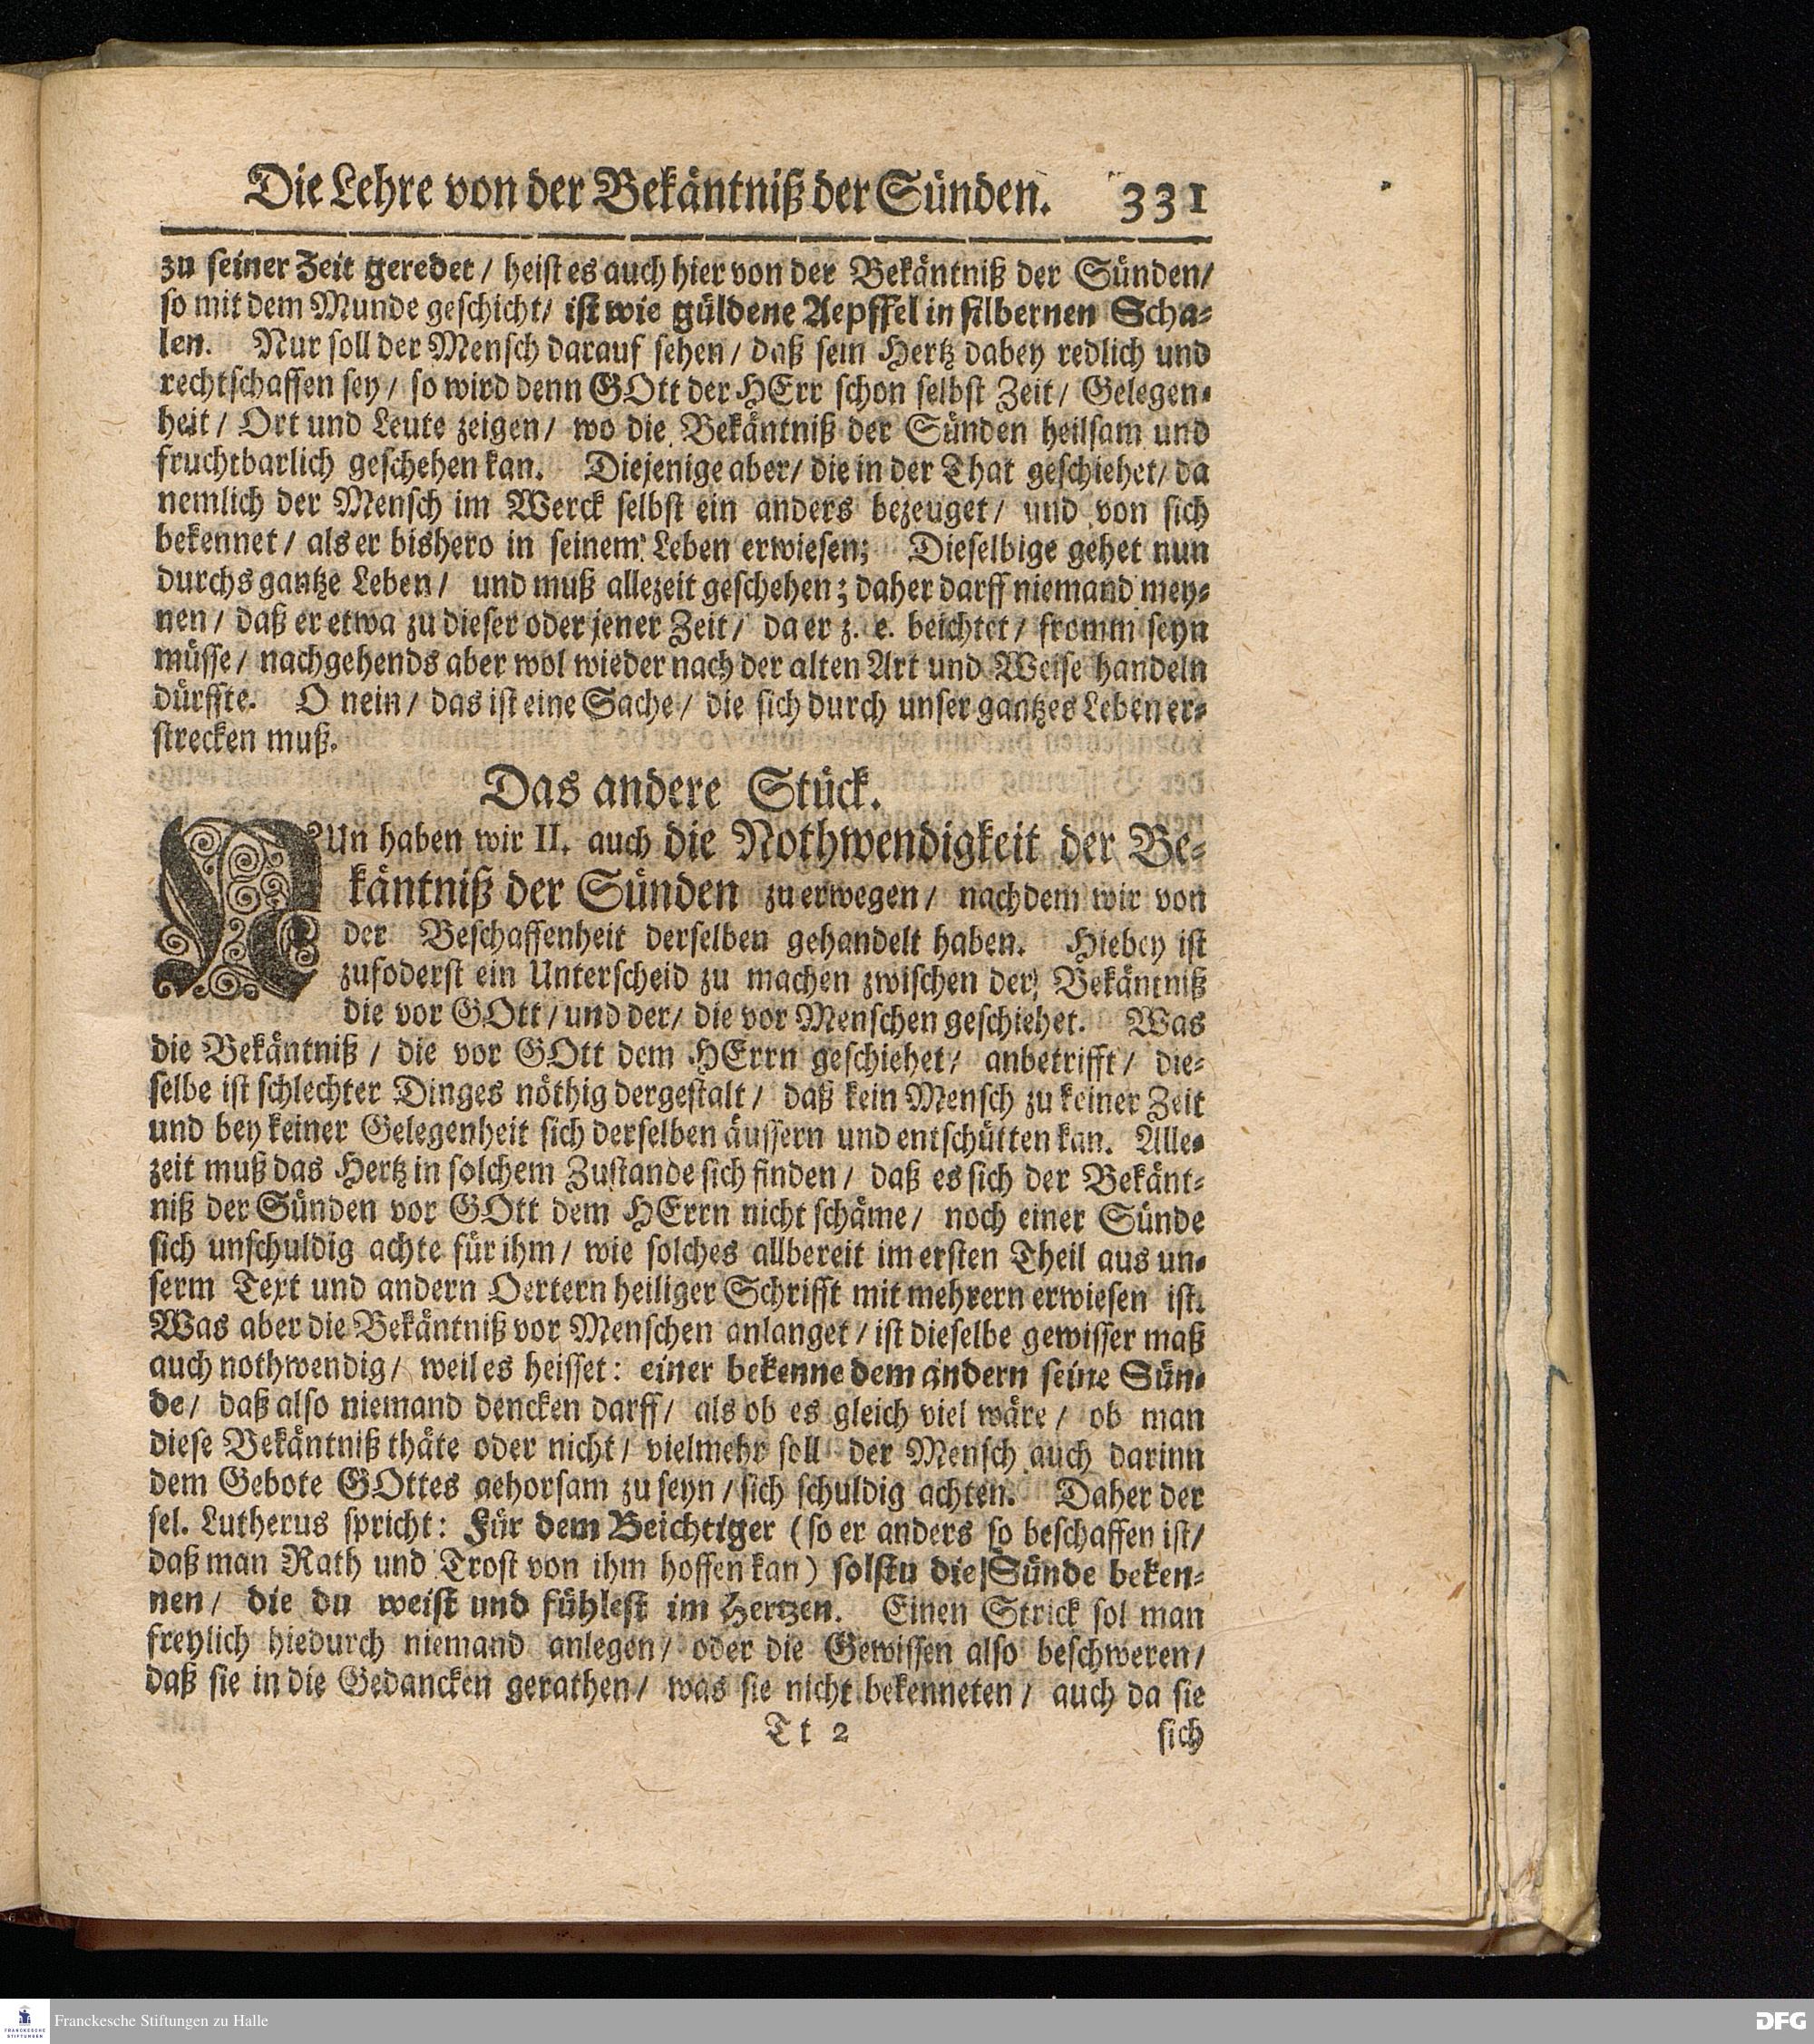 Die Lehre von der Bekäntniß der Sünden. 331
zu seiner Zeit geredet / heist es auch hier von der Bekäntniß der Sünden/
so mit dem Munde geschicht/ ist wie güldene Aepffel in silbernen Scha-
len. Nur soll der Mensch darauf sehen / daß sein Hertz dabey redlich und
rechtschaffen sey / so wird denn GOtt der HErr schon selbst Zeit / Gelegen-
heit / Ort und Leute zeigen / wo die Bekäntniß der Sünden heilsam und
fruchtbarlich geschehen kan. Diejenige aber / die in der That geschiehet / da
nemlich der Mensch im Werck selbst ein anders bezeuget / und von sich
bekennet / als er bishero in seinem Leben erwiesen; Dieselbige gehet nun
durchs gantze Leben / und muß allezeit geschehen; daher darff niemand mey-
nen / daß er etwa zu dieser oder jener Zeit / da er z. e. beichtet / fromm seyn
müsse / nachgehends aber wol wieder nach der alten Art und Weise handeln
dürffte. O nein / das ist eine Sache / die sich durch unser gantzes Leben er-
strecken muß.
Das andere Stück.
NUn haben wir II. auch die Nothwendigkeit der Be-
käntniß der Sünden zu erwegen / nachdem wir von
der Beschaffenheit derselben gehandelt haben. Hiebey ist
zufoderst ein Unterscheid zu machen zwischen der Bekäntniß
die vor GOtt / und der / die vor Menschen geschiehet. Was
die Bekäntniß / die vor GOtt dem HErrn geschiehet / anbetrifft / die-
selbe ist schlechter Dinges nöthig dergestalt / daß kein Mensch zu keiner Zeit
und bey keiner Gelegenheit sich derselben äussern und entschütten kan. Alle-
zeit muß das Hertz in solchem Zustande sich finden / daß es sich der Bekänt-
niß der Sünden vor GOtt dem HErrn nicht schäme / noch einer Sünde
sich unschuldig achte für ihm / wie solches allbereit im ersten Theil aus un-
serm Text und andern Oertern heiliger Schrifft mit mehrern erwiesen ist.
Was aber die Bekäntniß vor Menschen anlanget / ist dieselbe gewisser maß
auch nothwendig / weil es heisset: einer bekenne dem andern seine Sün-
de / daß also niemand dencken darff / als ob es gleich viel wäre / ob man
diese Bekäntniß thäte oder nicht / vielmehr soll der Mensch auch darinn
dem Gebote GOttes gehorsam zu seyn / sich schuldig achten. Daher der
sel. Lutherus spricht: Für dem Beichtiger (so er anders so beschaffen ist /
daß man Rath und Trost von ihm hoffen kan) solstu die Sünde beken-
nen / die du weist und fühlest im Hertzen. Einen Strick sol man
freylich hiedurch niemand anlegen / oder die Gewissen also beschweren /
daß sie in die Gedancken gerathen / was sie nicht bekenneten / auch da sie
Tt 2 sich
FRANCKESCHE STIFTUNGEN
Franckesche Stiftungen zu Halle
DFG